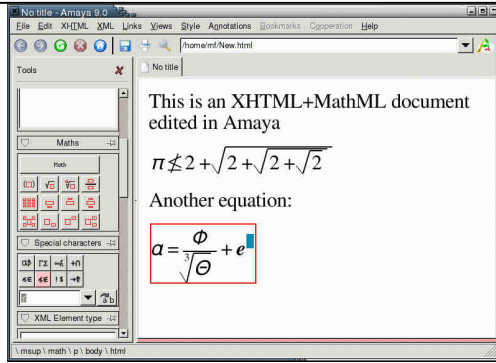 No title - Amaya 9.0
File Edit XHTML XML Links Views Style Annotations Bookmarks Cooperation Help
/home/mf/New.html
Tools
No title
This is an XHTML+MathML document
edited in Amaya
π≰2+√2+√2+√2
Another equation:
α=Φ/∛Θ+e
Maths
Math
Special characters
XML Element type
\ msup \ math \ p \ body \ html